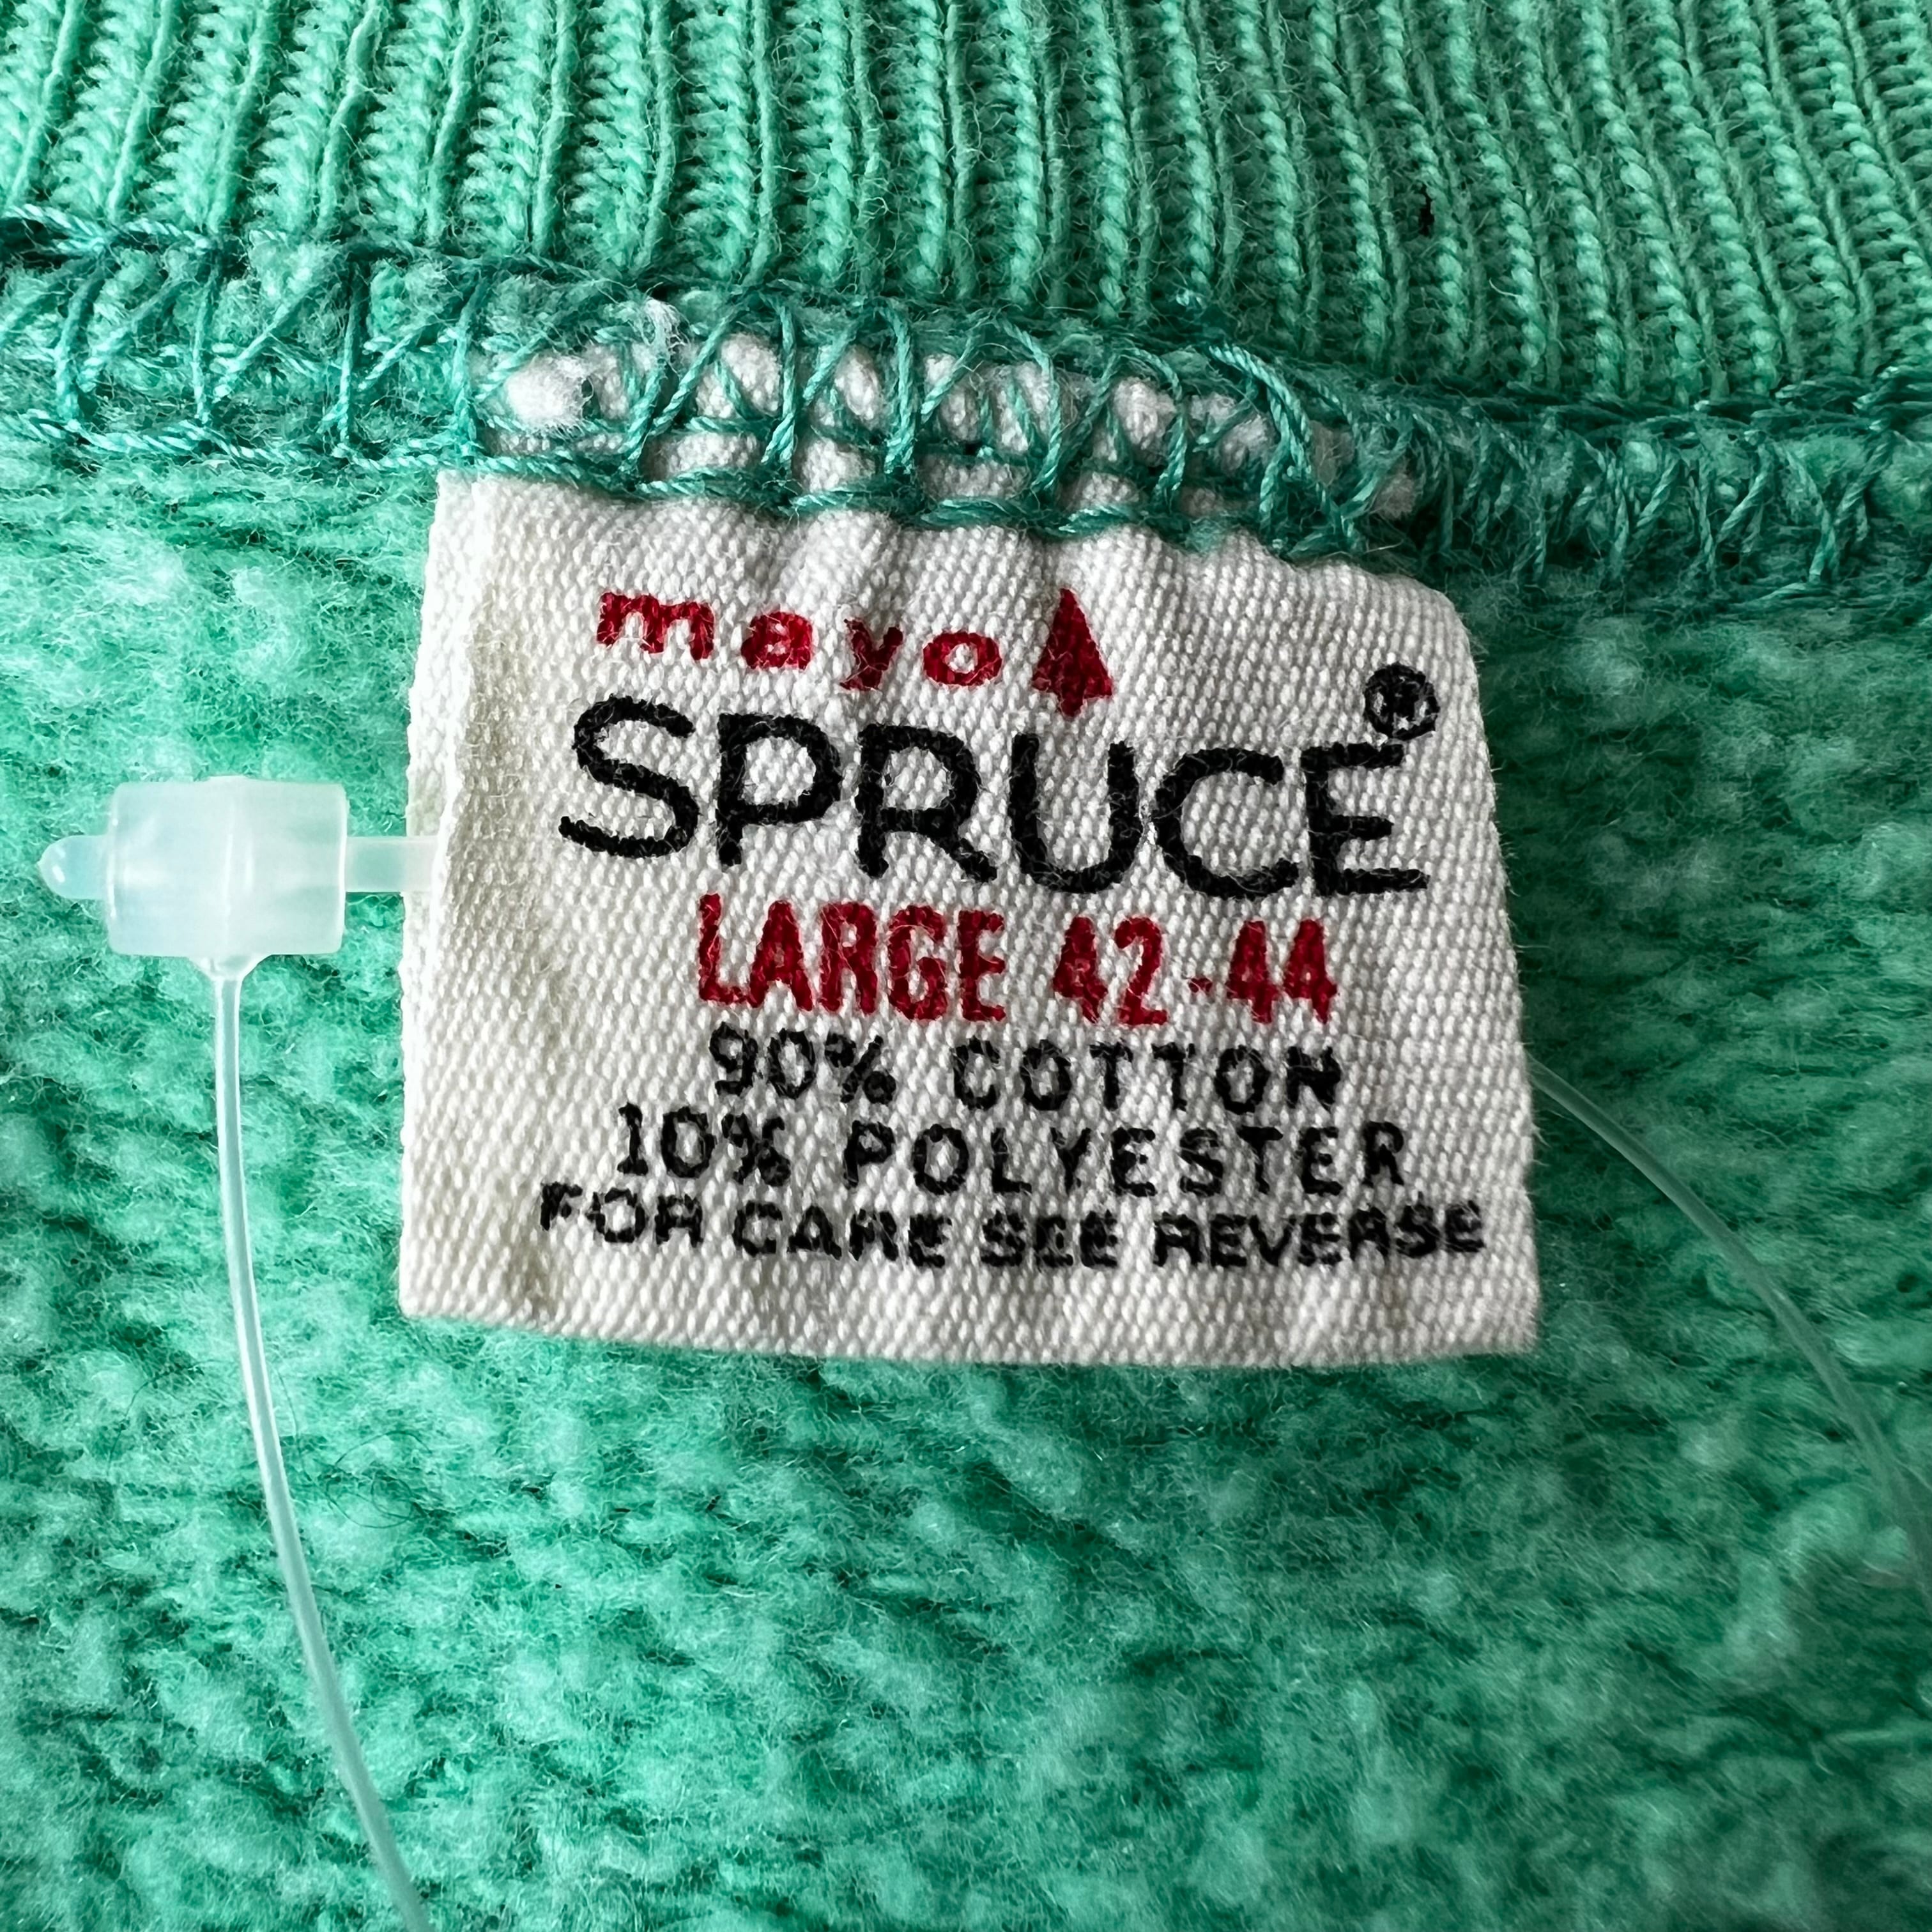 mayo
SPRUCE®
LARGE 42-44
90% COTTON
10% POLYESTER
FOR CARE SEE REVERSE